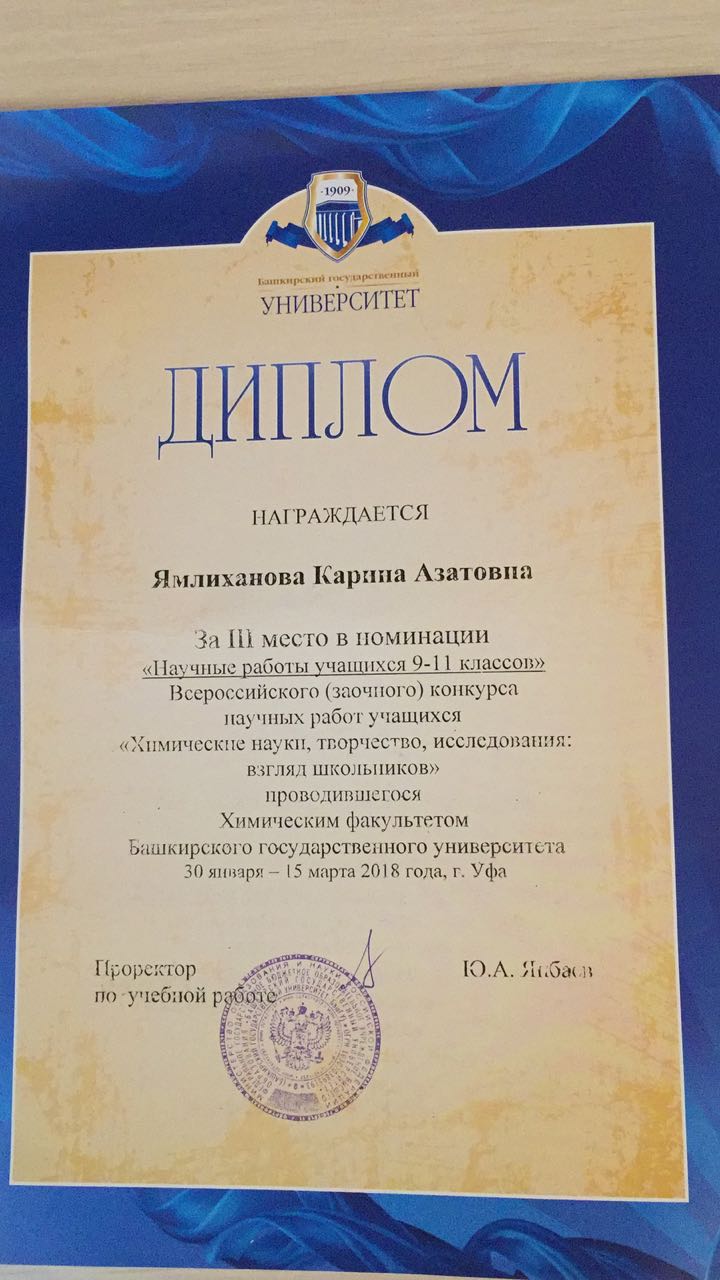 ·1909·
Башкирский государственный
УНИВЕРСИТЕТ
ДИПЛОМ
НАГРАЖДАЕТСЯ
Ямлиханова Карина Азатовна
За III место в номинации
«Научные работы учащихся 9-11 классов»
Всероссийского (заочного) конкурса
научных работ учащихся
«Химические науки, творчество, исследования:
взгляд школьников»
проводившегося
Химическим факультетом
Башкирского государственного университета
30 января – 15 марта 2018 года, г. Уфа
Проректор
по учебной работе
Ю.А. Янбаев